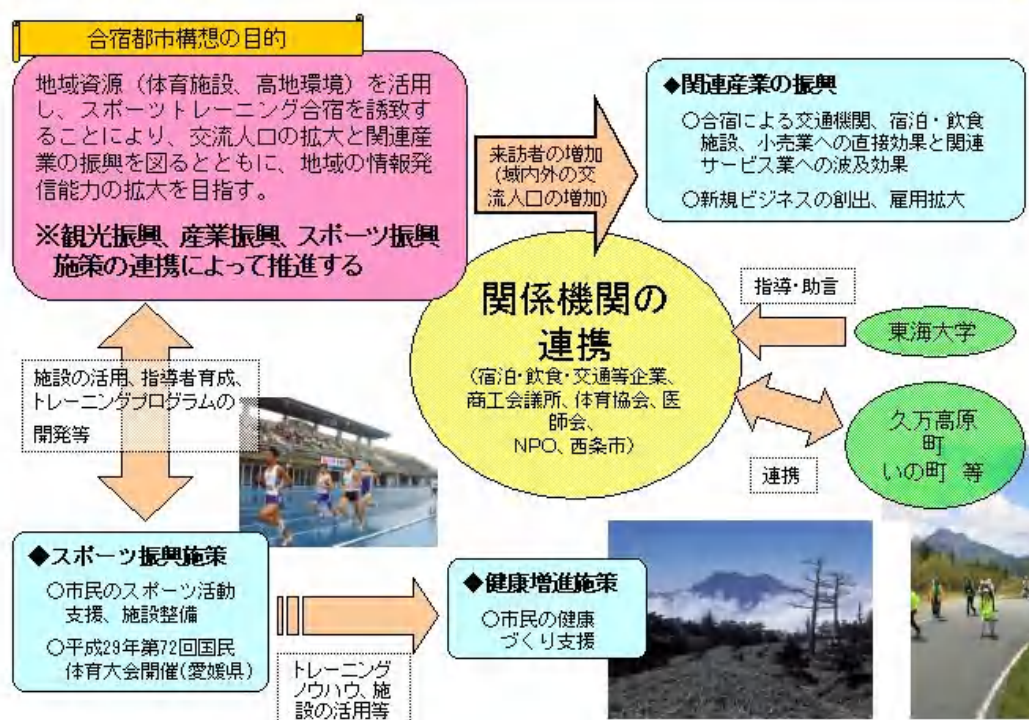 合宿都市構想の目的
地域資源（体育施設、高地環境）を活用
し、スポーツトレーニング合宿を誘致す
ることにより、交流人口の拡大と関連産
業の振興を図るとともに、地域の情報発
信能力の拡大を目指す。
※観光振興、産業振興、スポーツ振興
施策の連携によって推進する
来訪者の増加
(域内外の交
流人口の増加)
◆関連産業の振興
○合宿による交通機関、宿泊・飲食
施設、小売業への直接効果と関連
サービス業への波及効果
○新規ビジネスの創出、雇用拡大
関係機関の
連携
（宿泊・飲食・交通等企業、
商工会議所、体育協会、医
師会、
NPO、西条市）
指導・助言
東海大学
久万高原
町
いの町 等
連携
施設の活用、指導者育成、
トレーニングプログラムの
開発等
◆スポーツ振興施策
○市民のスポーツ活動
支援、施設整備
○平成29年第72回国民
体育大会開催(愛媛県)
トレーニング
ノウハウ、施
設の活用等
◆健康増進施策
○市民の健康
づくり支援